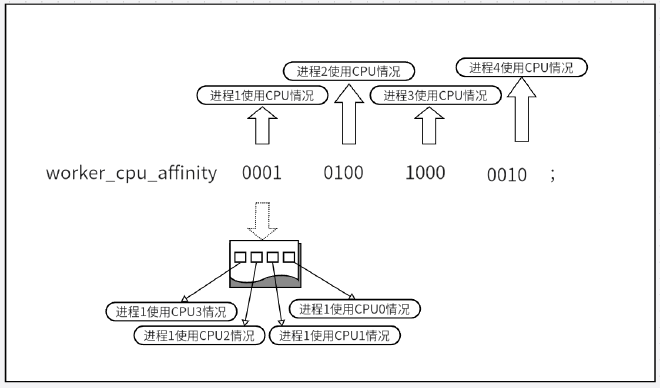 进程2使用CPU情况
进程4使用CPU情况
进程1使用CPU情况
进程3使用CPU情况
worker_cpu_affinity 0001 0100 1000 0010 ;
进程1使用CPU3情况
进程1使用CPU0情况
进程1使用CPU2情况
进程1使用CPU1情况